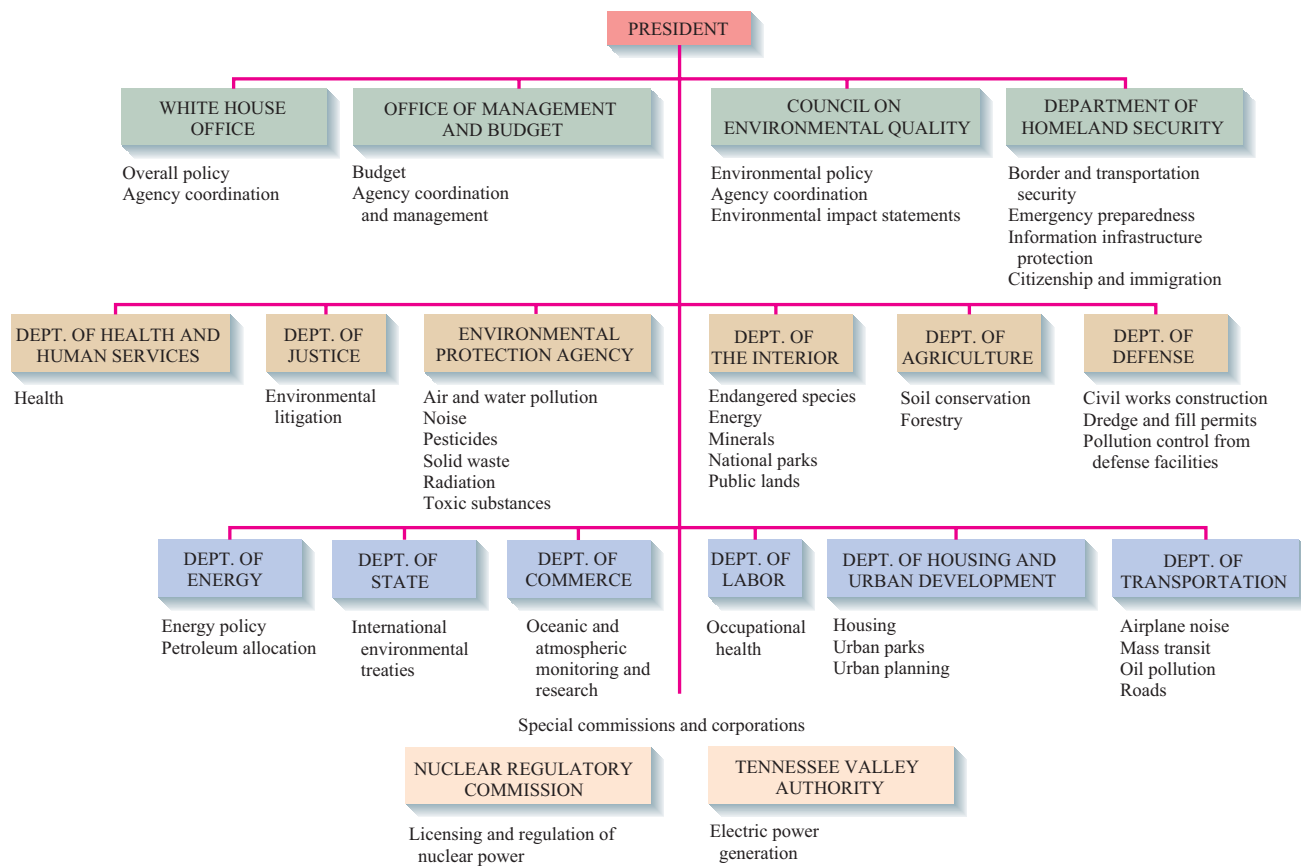 PRESIDENT
WHITE HOUSE
OFFICE
Overall policy
Agency coordination
OFFICE OF MANAGEMENT
AND BUDGET
Budget
Agency coordination
and management
COUNCIL ON
ENVIRONMENTAL QUALITY
Environmental policy
Agency coordination
Environmental impact statements
DEPARTMENT OF
HOMELAND SECURITY
Border and transportation
security
Emergency preparedness
Information infrastructure
protection
Citizenship and immigration
DEPT. OF HEALTH AND
HUMAN SERVICES
Health
DEPT. OF
JUSTICE
Environmental
litigation
ENVIRONMENTAL
PROTECTION AGENCY
Air and water pollution
Noise
Pesticides
Solid waste
Radiation
Toxic substances
DEPT. OF
THE INTERIOR
Endangered species
Energy
Minerals
National parks
Public lands
DEPT. OF
AGRICULTURE
Soil conservation
Forestry
DEPT. OF
DEFENSE
Civil works construction
Dredge and fill permits
Pollution control from
defense facilities
DEPT. OF
ENERGY
Energy policy
Petroleum allocation
DEPT. OF
STATE
International
environmental
treaties
DEPT. OF
COMMERCE
Oceanic and
atmospheric
monitoring and
research
DEPT. OF
LABOR
Occupational
health
DEPT. OF HOUSING AND
URBAN DEVELOPMENT
Housing
Urban parks
Urban planning
DEPT. OF
TRANSPORTATION
Airplane noise
Mass transit
Oil pollution
Roads
Special commissions and corporations
NUCLEAR REGULATORY
COMMISSION
Licensing and regulation of
nuclear power
TENNESSEE VALLEY
AUTHORITY
Electric power
generation